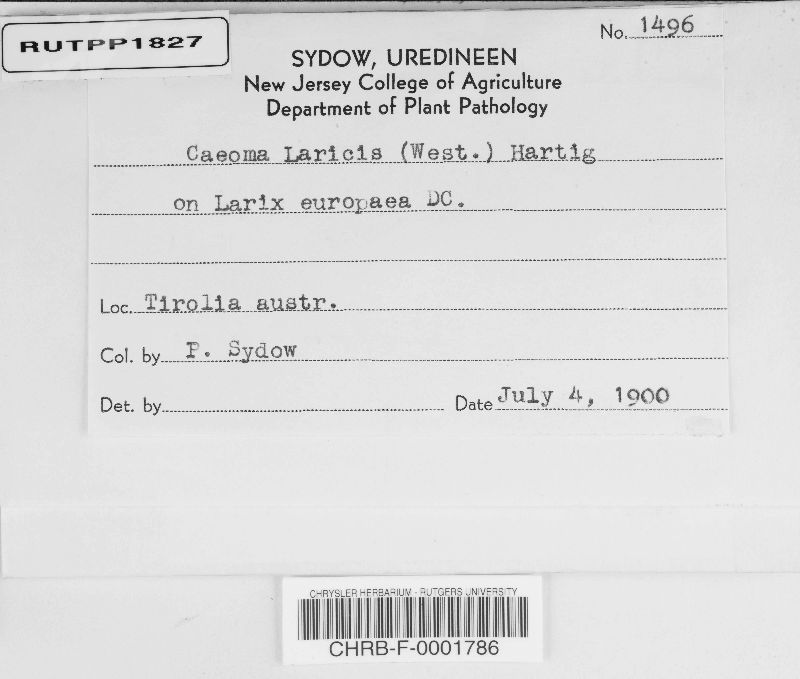 RUTPP1827
No. 1496
SYDOW, UREDINEEN
New Jersey College of Agriculture
Department of Plant Pathology
Caeoma Laricis (West.) Hartig
on Larix europaea DC.
Loc. Tirolia austr.
Col. by P. Sydow
Det. by
Date July 4, 1900
CHRYSLER HERBARIUM - RUTGERS UNIVERSITY
CHRB-F-0001786